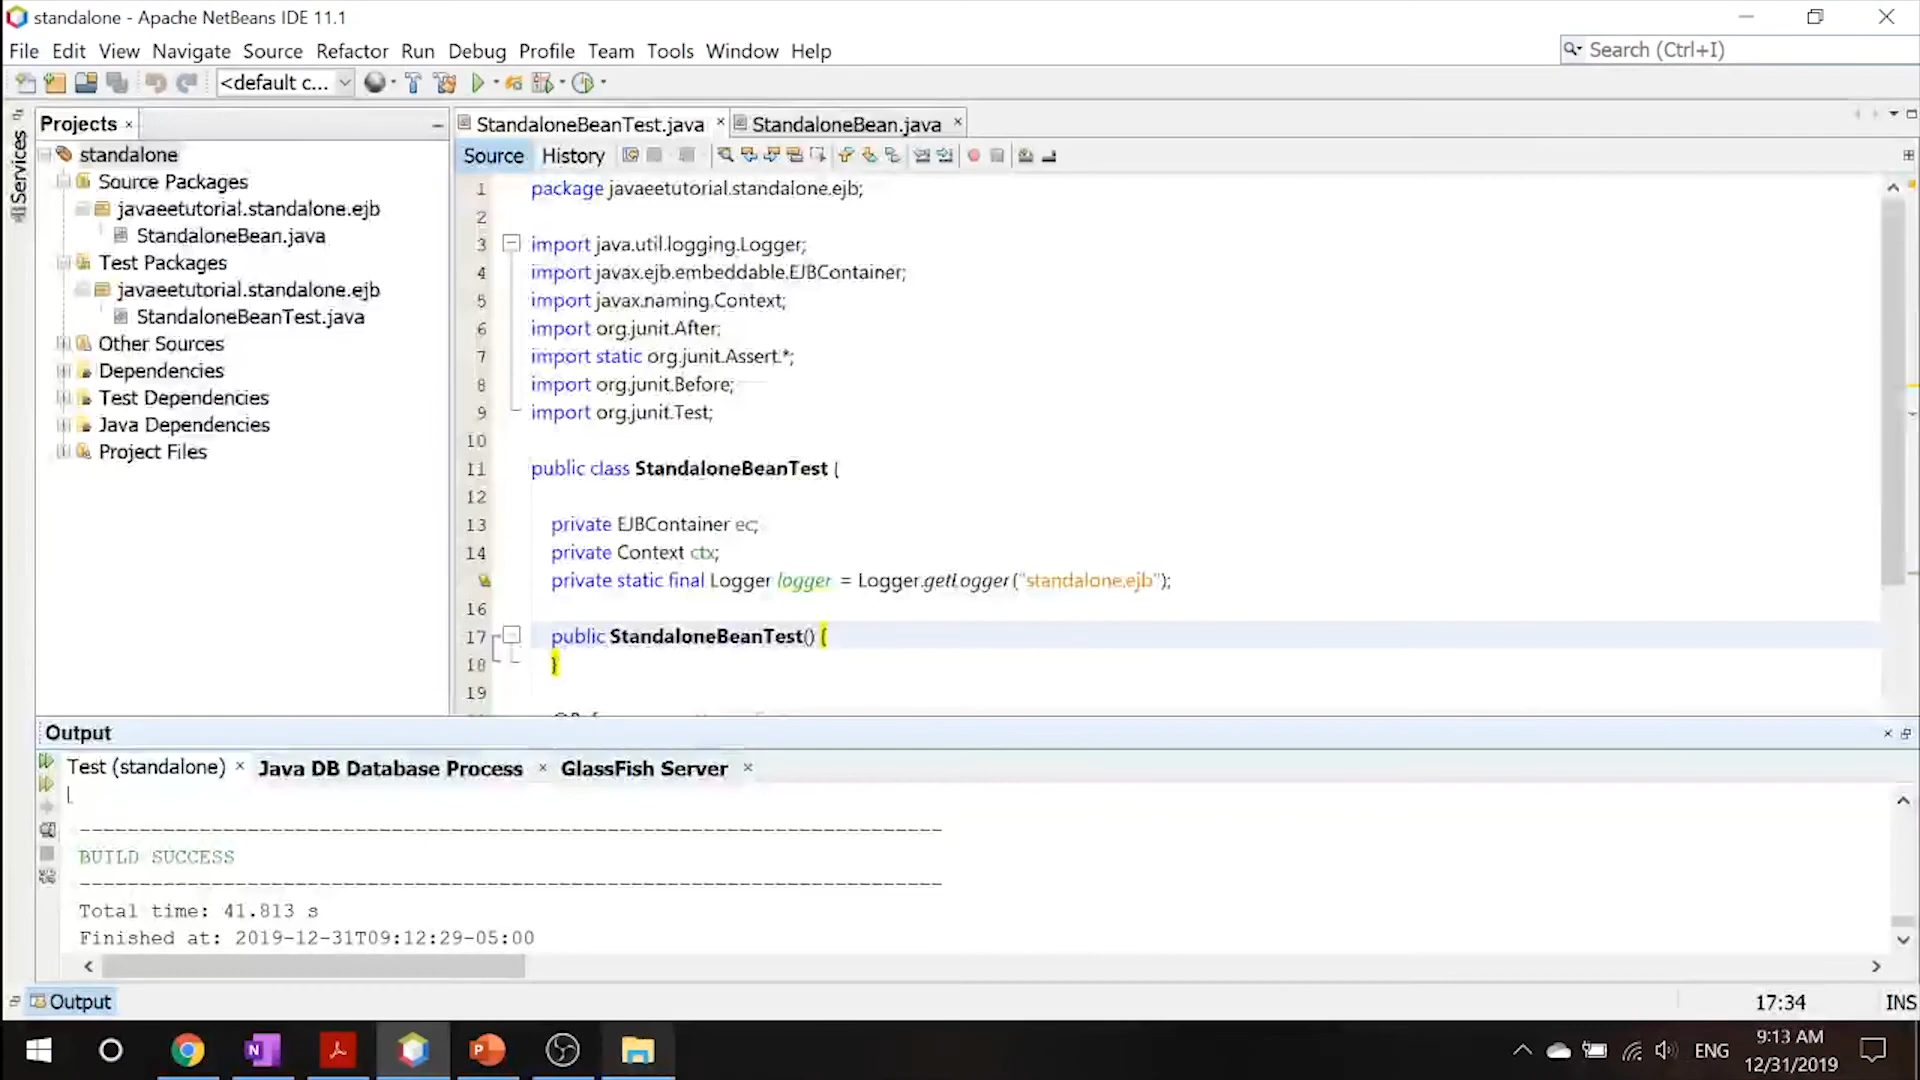 standalone - Apache NetBeans IDE 11.1
File Edit View Navigate Source Refactor Run Debug Profile Team Tools Window Help
Search (Ctrl+I)
<default c...
Services
Projects
standalone
Source Packages
javaeetutorial.standalone.ejb
StandaloneBean.java
Test Packages
javaeetutorial.standalone.ejb
StandaloneBeanTest.java
Other Sources
Dependencies
Test Dependencies
Java Dependencies
Project Files
StandaloneBeanTest.java StandaloneBean.java
Source History
1 package javaeetutorial.standalone.ejb;
2
3 import java.util.logging.Logger;
4 import javax.ejb.embeddable.EJBContainer;
5 import javax.naming.Context;
6 import org.junit.After;
7 import static org.junit.Assert.*;
8 import org.junit.Before;
9 import org.junit.Test;
10
11 public class StandaloneBeanTest {
12
13 private EJBContainer ec;
14 private Context ctx;
private static final Logger logger = Logger.getLogger("standalone.ejb");
16
17 public StandaloneBeanTest() {
18 }
19
Output
Test (standalone) Java DB Database Process GlassFish Server
------------------------------------------------------------------------
BUILD SUCCESS
------------------------------------------------------------------------
Total time: 41.813 s
Finished at: 2019-12-31T09:12:29-05:00
Output
17:34 INS
ENG
9:13 AM
12/31/2019